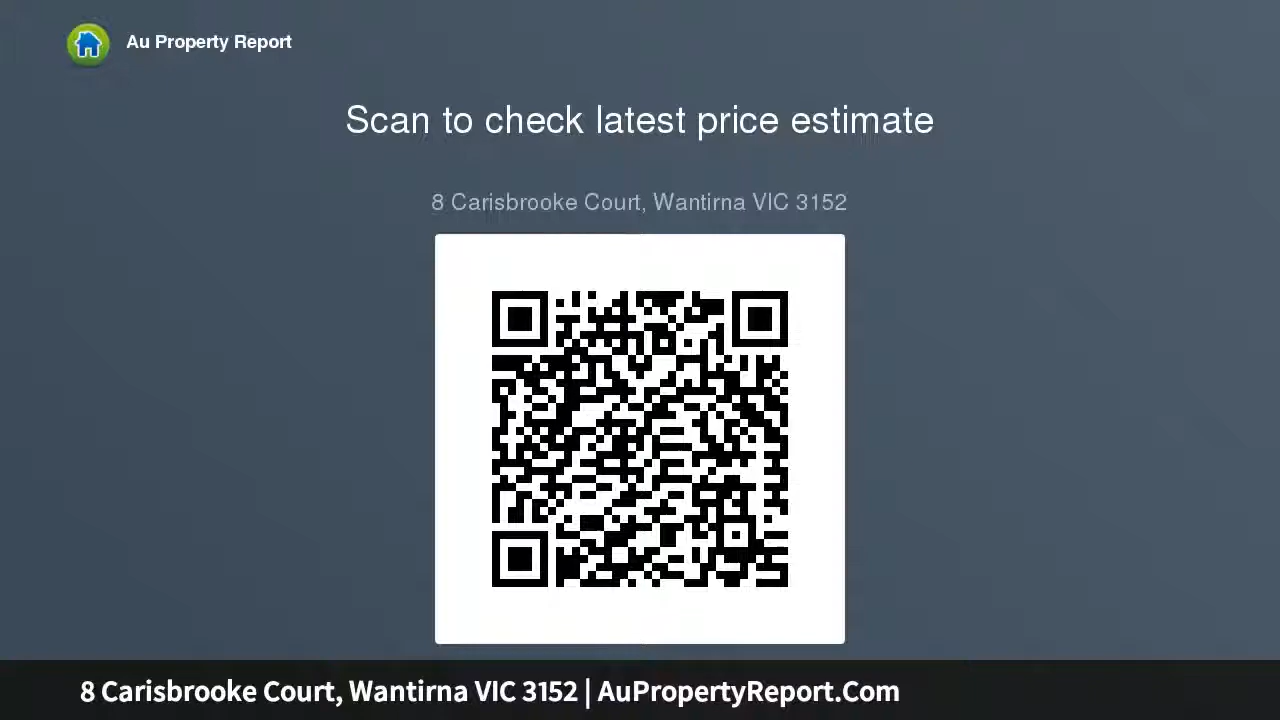 Au Property Report
Scan to check latest price estimate
8 Carisbrooke Court, Wantirna VIC 3152
8 Carisbrooke Court, Wantirna VIC 3152 | AuPropertyReport.Com